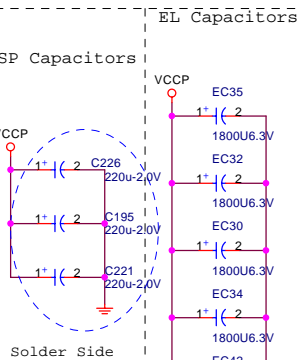 EL Capacitors
SP Capacitors
VCCP
EC35
1+ 2
1800U6.3V
VCCP
C226
1+ 2
220u-2.0V
EC32
1+ 2
1800U6.3V
C195
1+ 2
220u-2.0V
EC30
1+ 2
1800U6.3V
C221
1+ 2
220u-2.0V
EC34
1+ 2
1800U6.3V
Solder Side